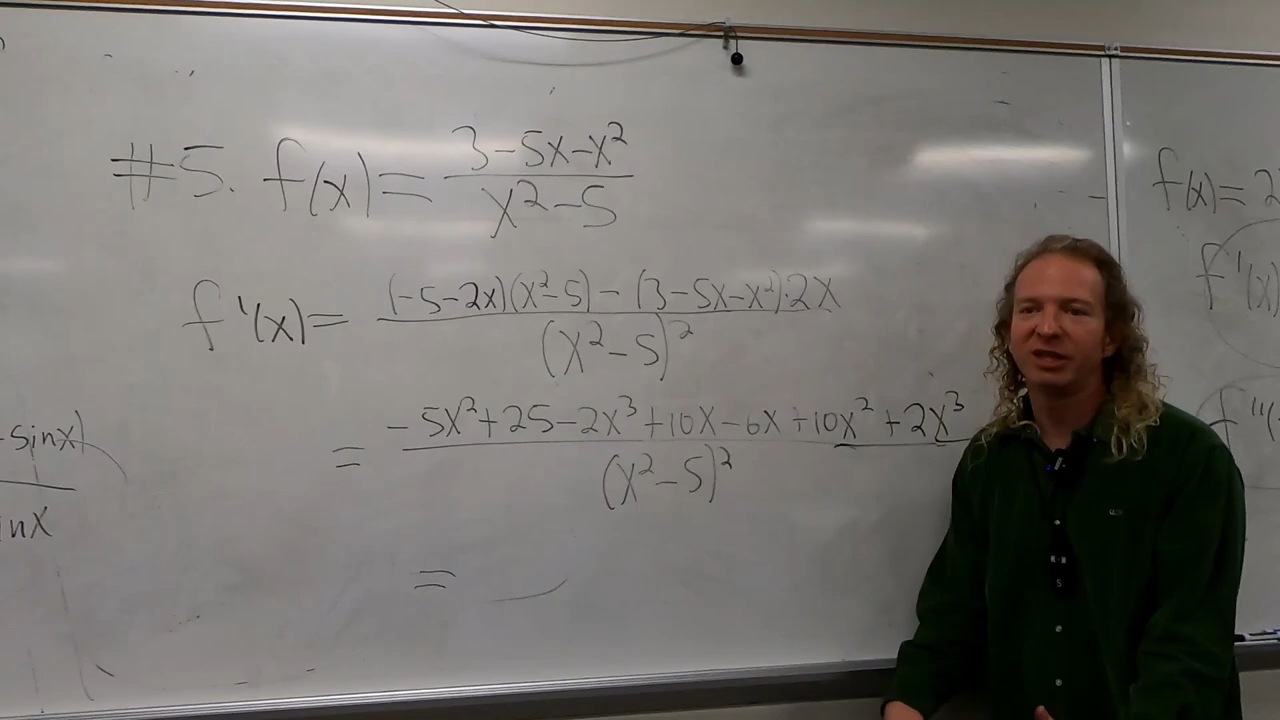 #5. f(x) = (3-5x-x²)/(x²-5)
f'(x) = ((-5-2x)(x²-5) - (3-5x-x²)·2x)/(x²-5)²
= (-5x²+25-2x³+10x-6x+10x²+2x³)/(x²-5)²
=
sinx)
nx
f(x)= 2
f'(x)
f''(